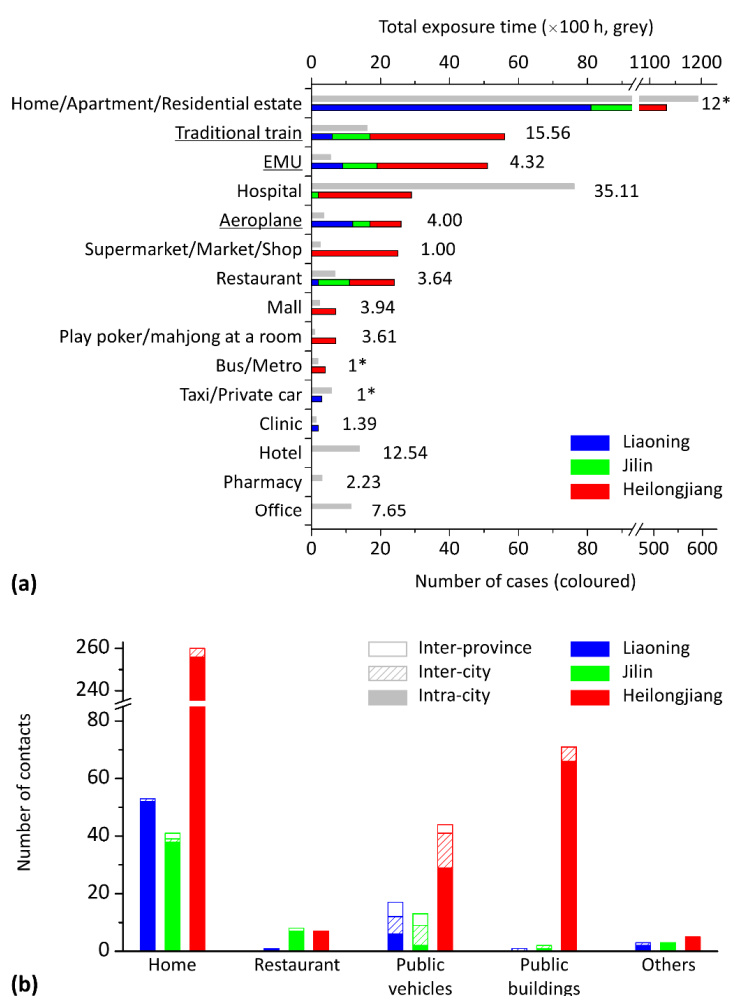 Total exposure time (×100 h, grey)
0 20 40 60 80 1100 1200
Home/Apartment/Residential estate 12*
Traditional train 15.56
EMU 4.32
Hospital 35.11
Aeroplane 4.00
Supermarket/Market/Shop 1.00
Restaurant 3.64
Mall 3.94
Play poker/mahjong at a room 3.61
Bus/Metro 1*
Taxi/Private car 1*
Clinic 1.39
Hotel 12.54
Pharmacy 2.23
Office 7.65
Liaoning
Jilin
Heilongjiang
0 20 40 60 80 500 600
Number of cases (coloured)
(a)
Number of contacts
260
240
80
60
40
20
0
Inter-province
Inter-city
Intra-city
Liaoning
Jilin
Heilongjiang
Home Restaurant Public Public Others
vehicles buildings
(b)